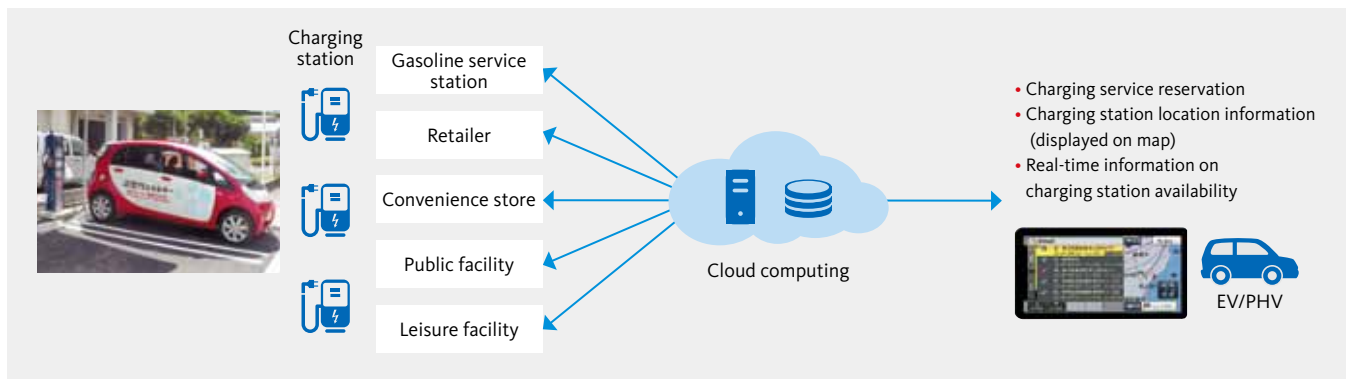 Charging
station
Gasoline service
station
Retailer
Convenience store
Public facility
Leisure facility
Cloud computing
• Charging service reservation
• Charging station location information
(displayed on map)
• Real-time information on
charging station availability
EV/PHV